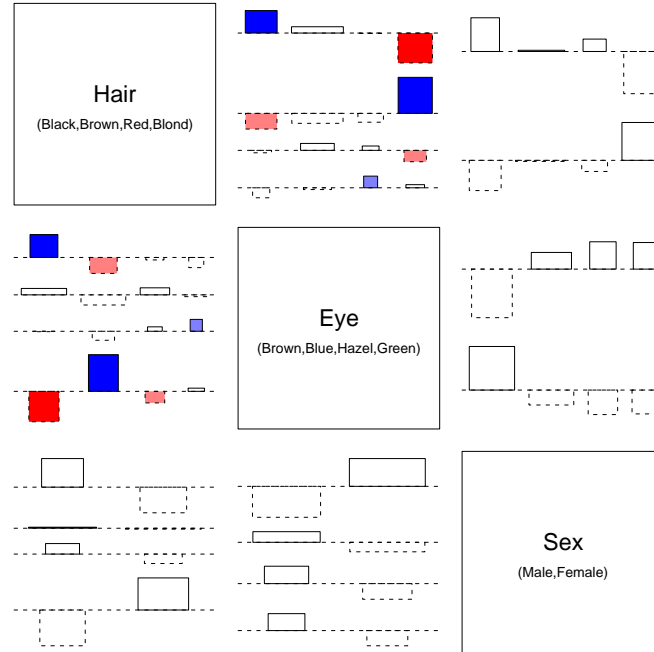 Hair
(Black,Brown,Red,Blond)
Eye
(Brown,Blue,Hazel,Green)
Sex
(Male,Female)